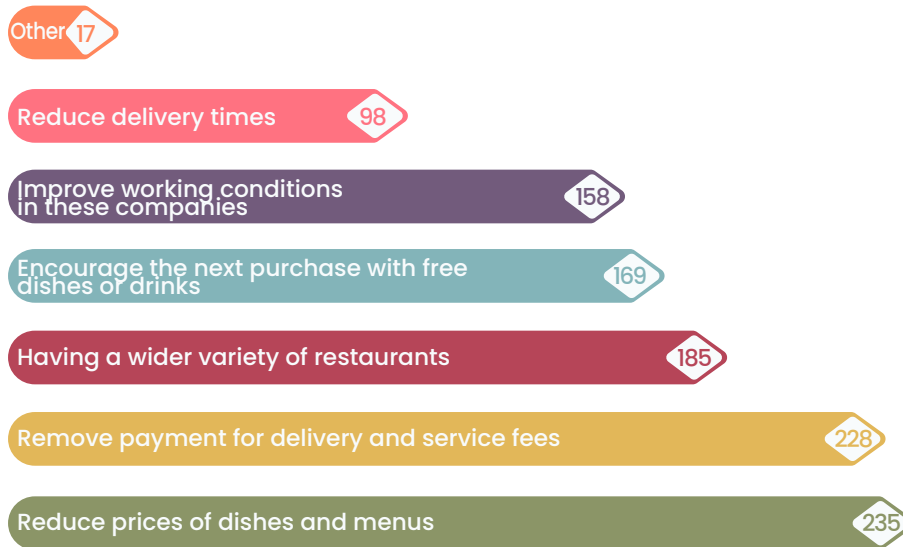 Other 17
Reduce delivery times 98
Improve working conditions
in these companies 158
Encourage the next purchase with free
dishes or drinks 169
Having a wider variety of restaurants 185
Remove payment for delivery and service fees 228
Reduce prices of dishes and menus 235